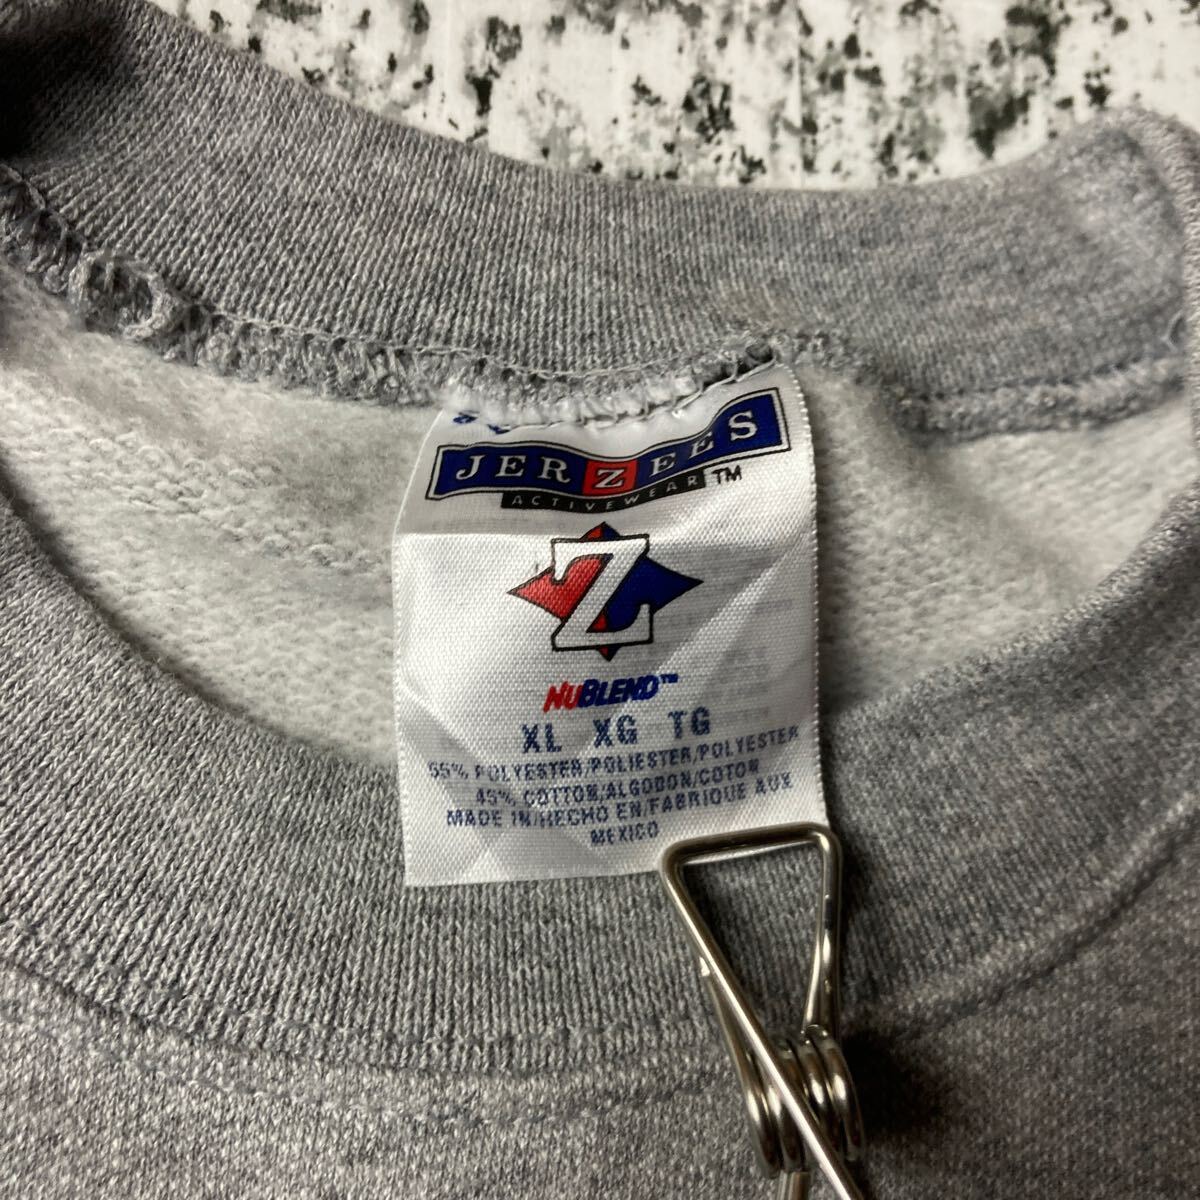 JERZEES
ACTIVEWEAR TM
Z
NUBLEND™
XL XG TG
55% POLYESTER/POLIESTER/POLYESTER
45% COTTON/ALGODON/COTON
MADE IN/HECHO EN/FABRIQUE AUX
MEXICO